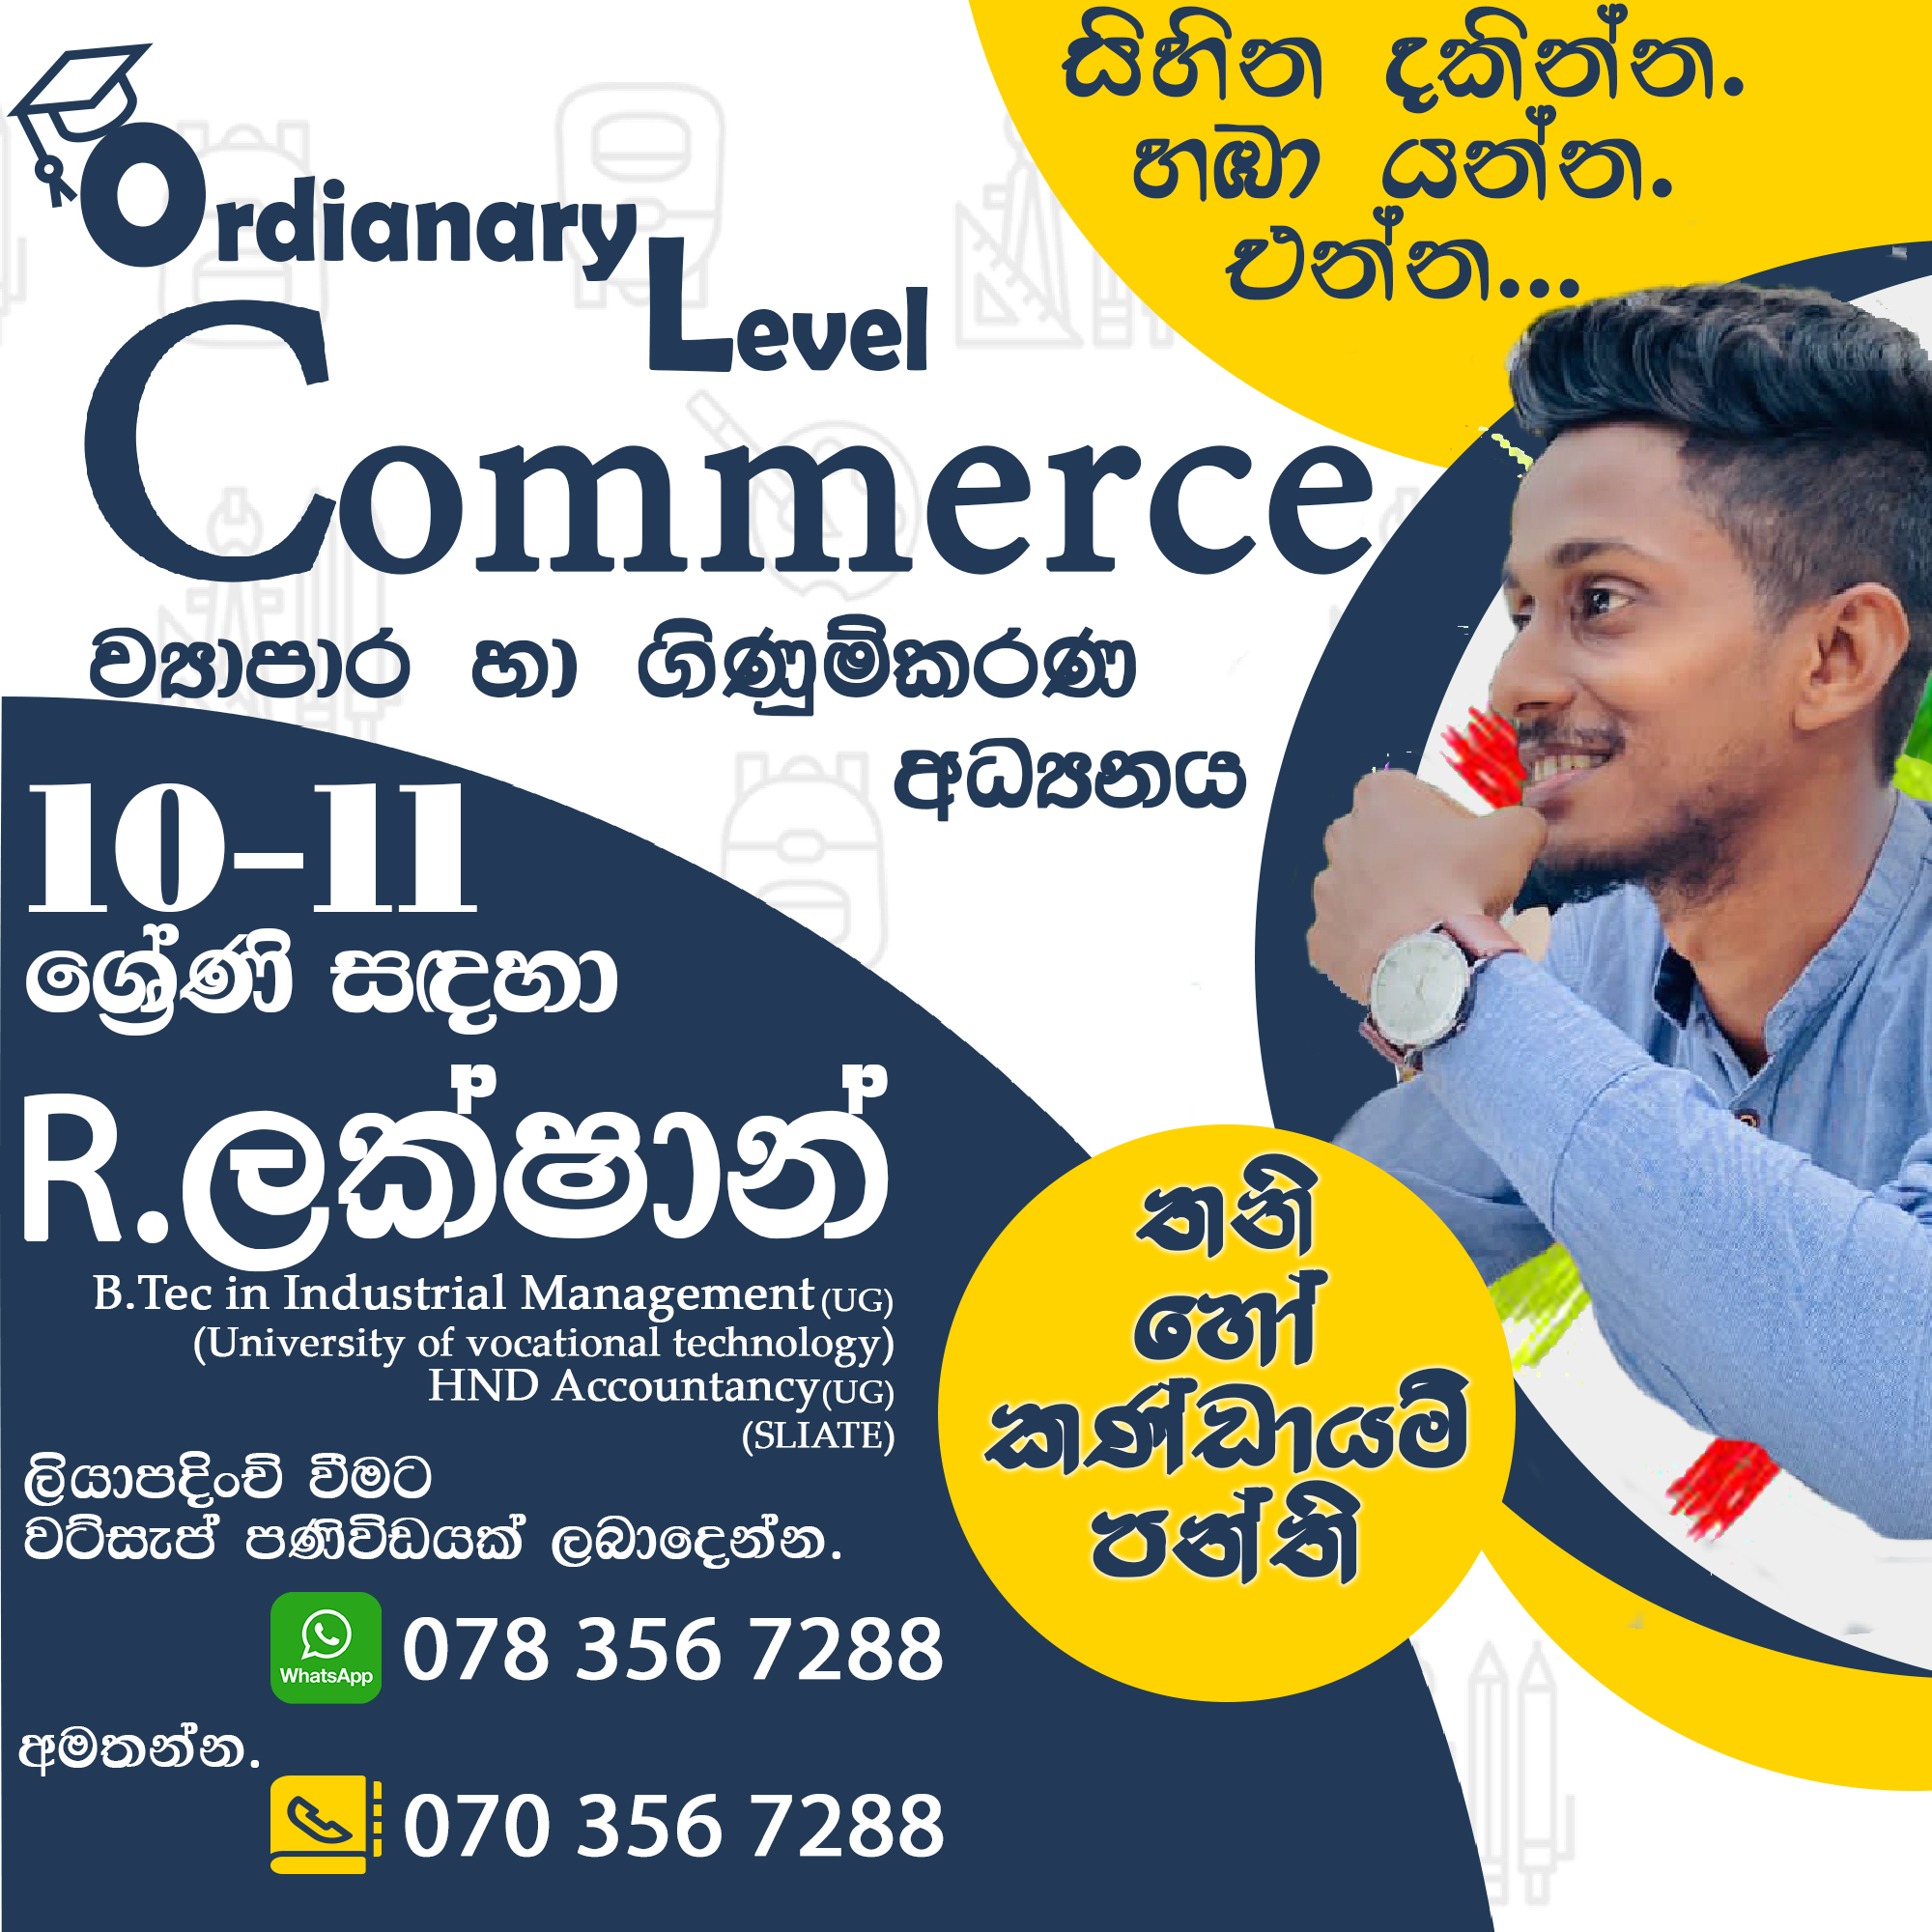 Ordianary
Level
Commerce
ව්‍යාපාර හා ගිණුම්කරණ
අධ්‍යනය
සිහින දකින්න.
හඹා යන්න.
එන්න...
10-11
ශ්‍රේණි සඳහා
R.ලක්ෂාන්
B.Tec in Industrial Management(UG)
(University of vocational technology)
HND Accountancy(UG)
(SLIATE)
තනි
හෝ
කණ්ඩායම්
පන්ති
ලියාපදිංචි වීමට
වට්සැප් පණිවිඩයක් ලබාදෙන්න.
WhatsApp 078 356 7288
අමතන්න.
070 356 7288